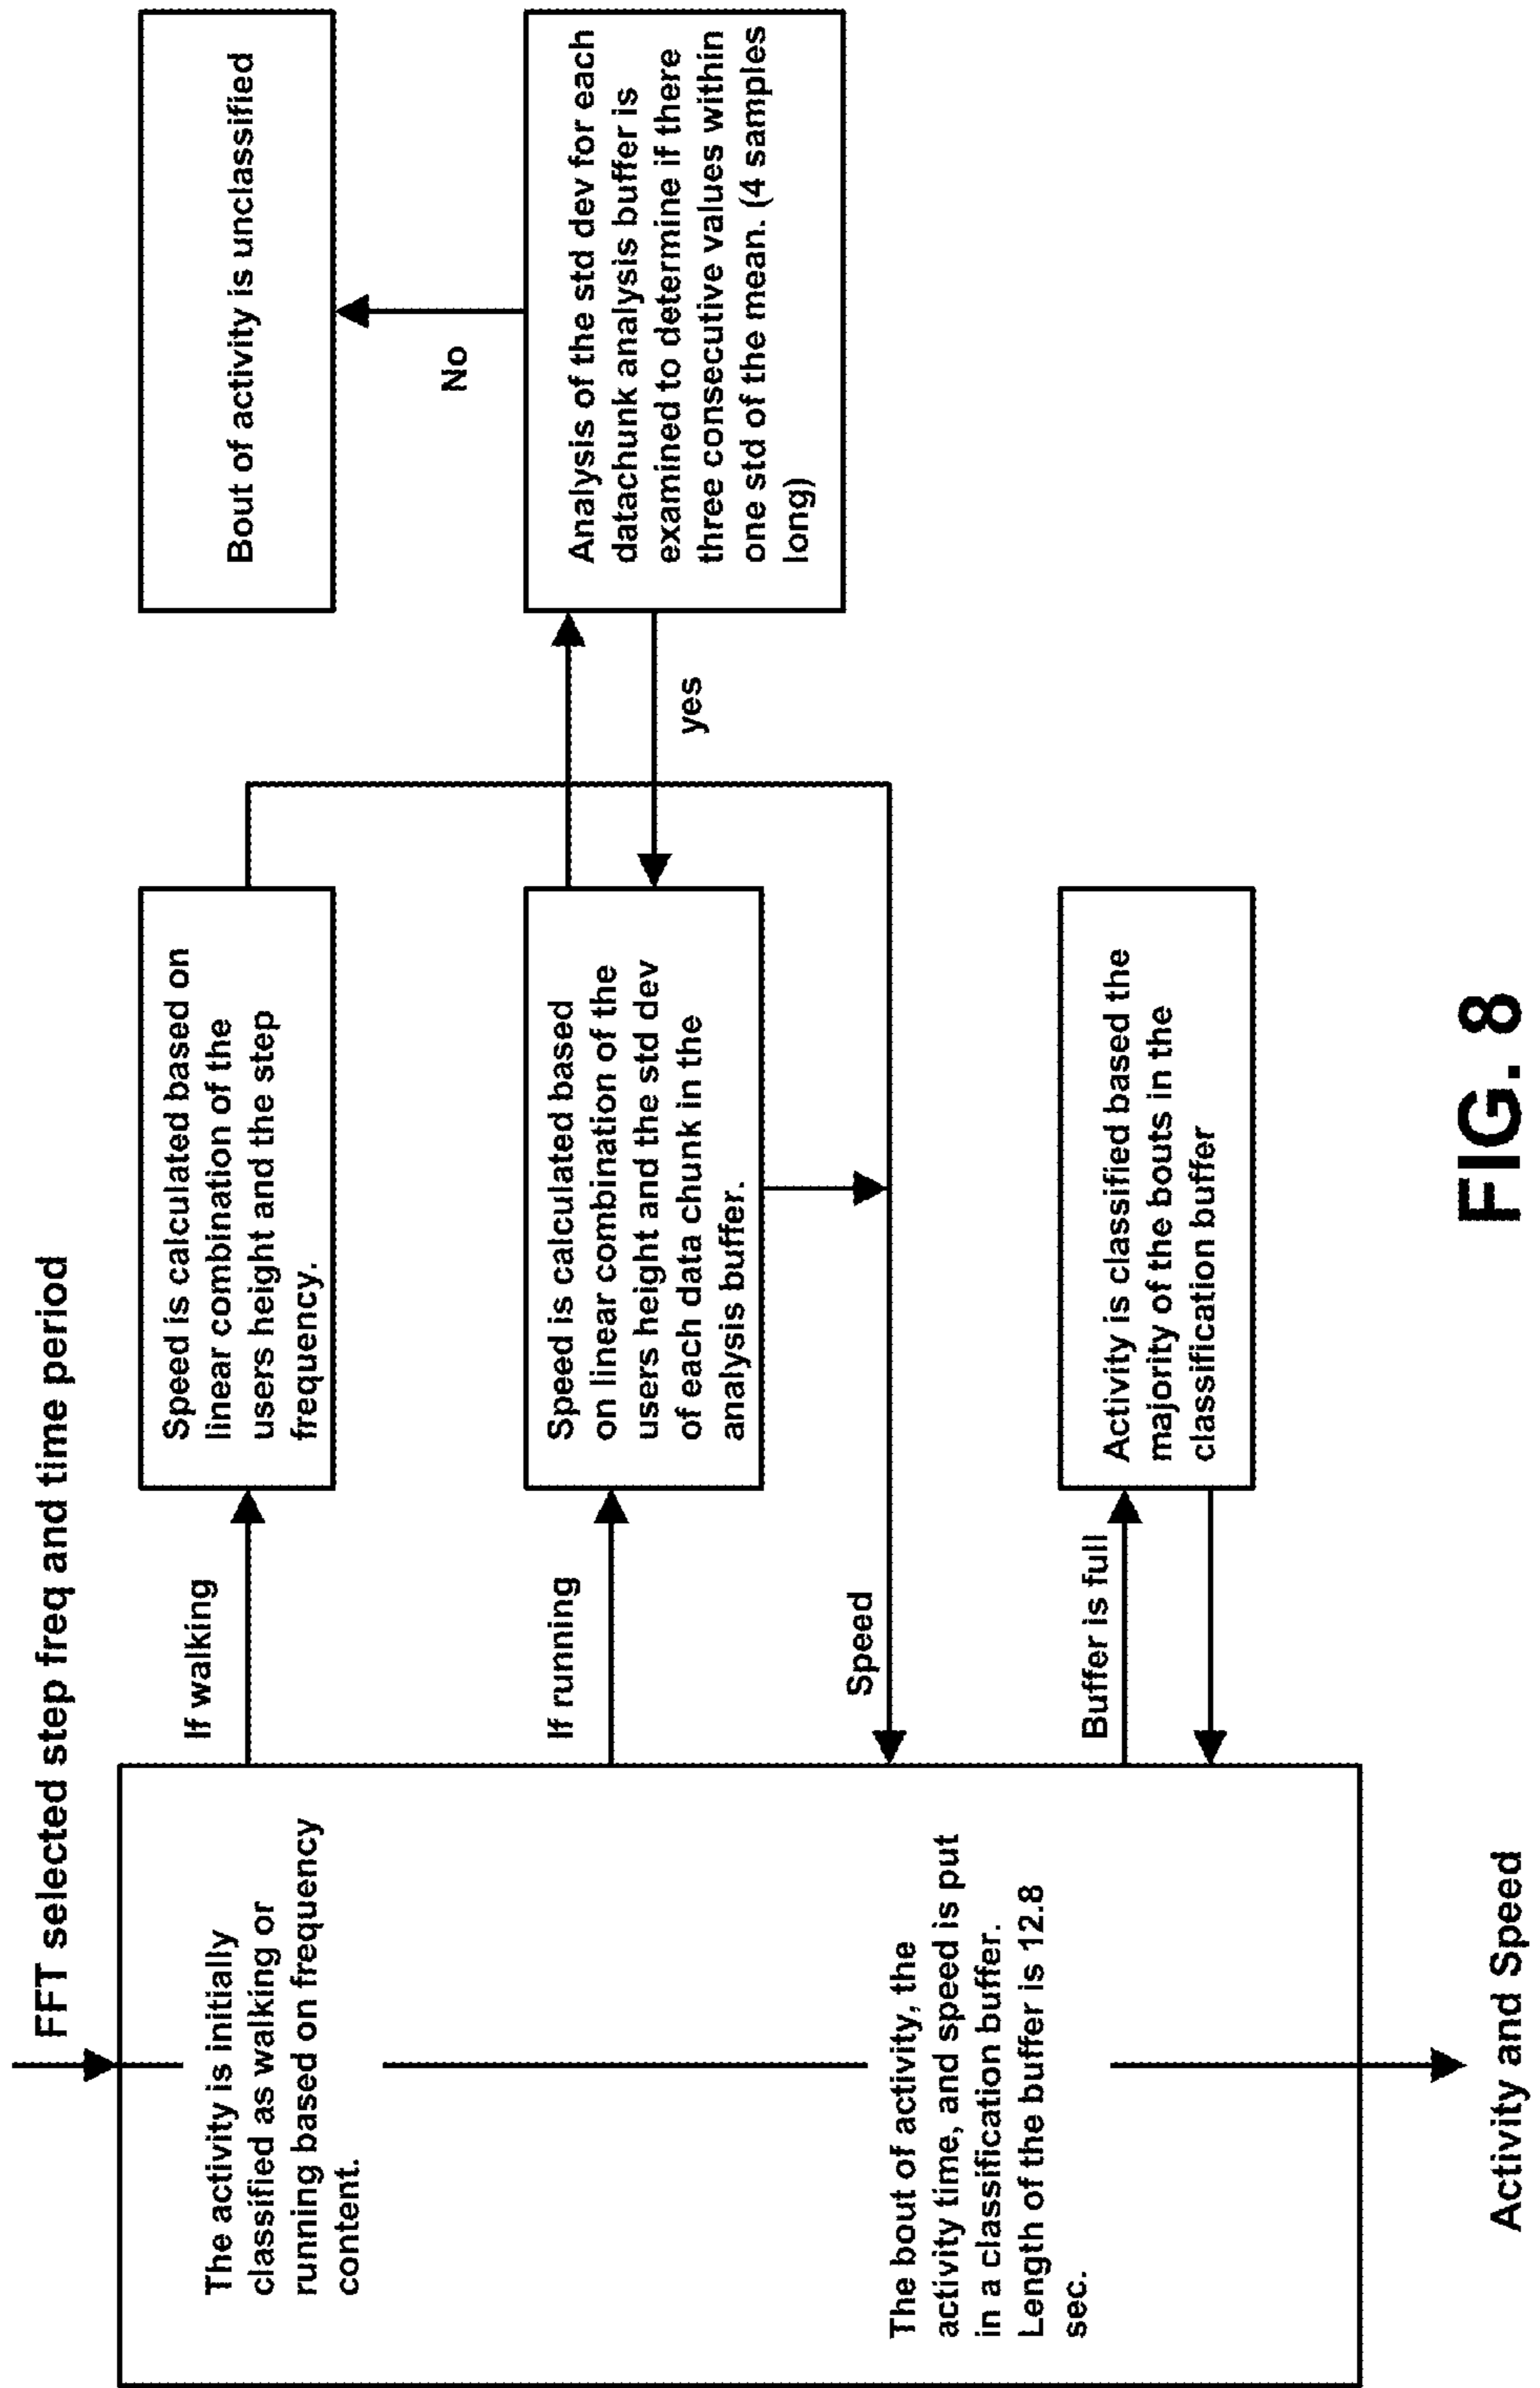 FFT selected step freq and time period
The activity is initially
classified as walking or
running based on frequency
content.
If walking
Speed is calculated based on
linear combination of the
users height and the step
frequency.
Bout of activity is unclassified
No
If running
Speed is calculated based
on linear combination of the
users height and the std dev
of each data chunk in the
analysis buffer.
yes
Analysis of the std dev for each
datachunk analysis buffer is
examined to determine if there
three consecutive values within
one std of the mean. (4 samples
long)
Speed
The bout of activity, the
activity time, and speed is put
in a classification buffer.
Length of the buffer is 12.8
sec.
Buffer is full
Activity is classified based the
majority of the bouts in the
classification buffer
Activity and Speed
FIG. 8